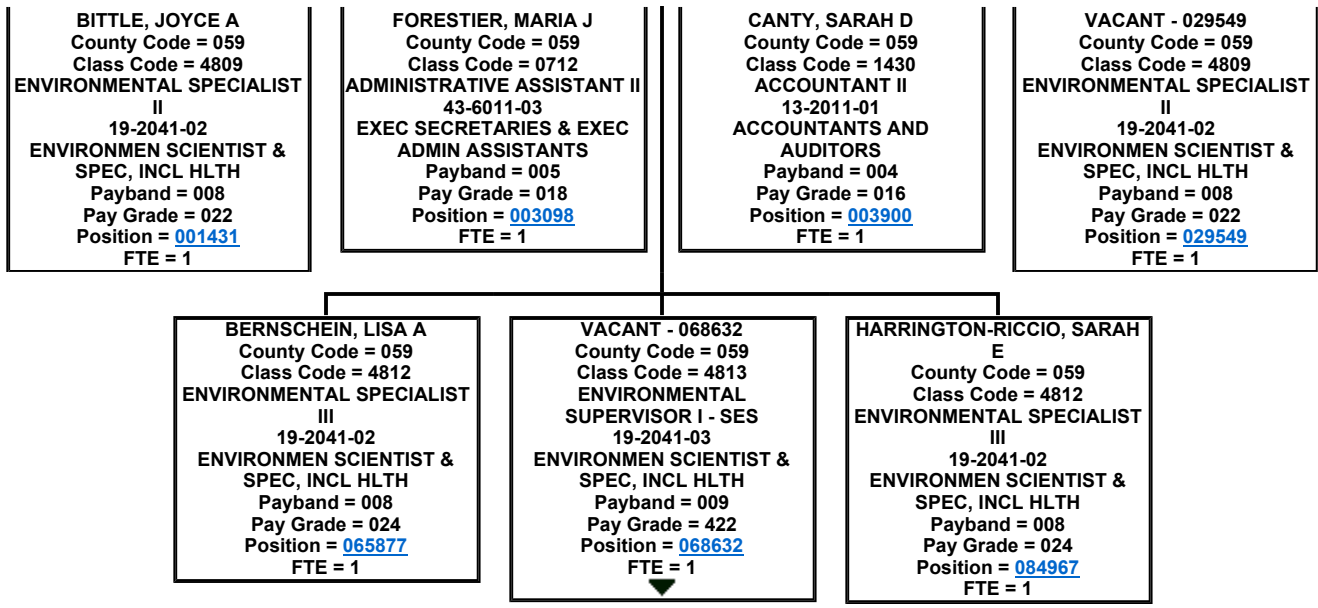 BITTLE, JOYCE A
County Code = 059
Class Code = 4809
ENVIRONMENTAL SPECIALIST
II
19-2041-02
ENVIRONMEN SCIENTIST &
SPEC, INCL HLTH
Payband = 008
Pay Grade = 022
Position = 001431
FTE = 1
FORESTIER, MARIA J
County Code = 059
Class Code = 0712
ADMINISTRATIVE ASSISTANT II
43-6011-03
EXEC SECRETARIES & EXEC
ADMIN ASSISTANTS
Payband = 005
Pay Grade = 018
Position = 003098
FTE = 1
CANTY, SARAH D
County Code = 059
Class Code = 1430
ACCOUNTANT II
13-2011-01
ACCOUNTANTS AND
AUDITORS
Payband = 004
Pay Grade = 016
Position = 003900
FTE = 1
VACANT - 029549
County Code = 059
Class Code = 4809
ENVIRONMENTAL SPECIALIST
II
19-2041-02
ENVIRONMEN SCIENTIST &
SPEC, INCL HLTH
Payband = 008
Pay Grade = 022
Position = 029549
FTE = 1
BERNSCHEIN, LISA A
County Code = 059
Class Code = 4812
ENVIRONMENTAL SPECIALIST
III
19-2041-02
ENVIRONMEN SCIENTIST &
SPEC, INCL HLTH
Payband = 008
Pay Grade = 024
Position = 065877
FTE = 1
VACANT - 068632
County Code = 059
Class Code = 4813
ENVIRONMENTAL
SUPERVISOR I - SES
19-2041-03
ENVIRONMEN SCIENTIST &
SPEC, INCL HLTH
Payband = 009
Pay Grade = 422
Position = 068632
FTE = 1
HARRINGTON-RICCIO, SARAH
E
County Code = 059
Class Code = 4812
ENVIRONMENTAL SPECIALIST
III
19-2041-02
ENVIRONMEN SCIENTIST &
SPEC, INCL HLTH
Payband = 008
Pay Grade = 024
Position = 084967
FTE = 1